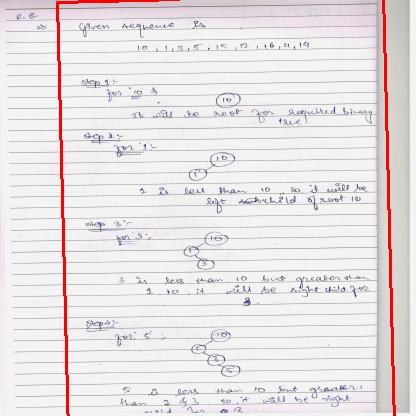 Q.8.
⇒ Given sequence is
10, 1, 3, 5, 15, 12, 16, 4, 14
Step 1:-
for 10
10
It will be root for required binary
tree
Step 2:-
for 1:-
10
1
1 is less than 10 so it will be
left child of root 10
Step 3:-
for 3:-
10
1
3
3 is less than 10 but greater than
1 so it will be right child for
Step 4:-
for 5:-
10
1
3
5
5 is less than 10 but greater
than 2 & 3 so it will be right
child for 3